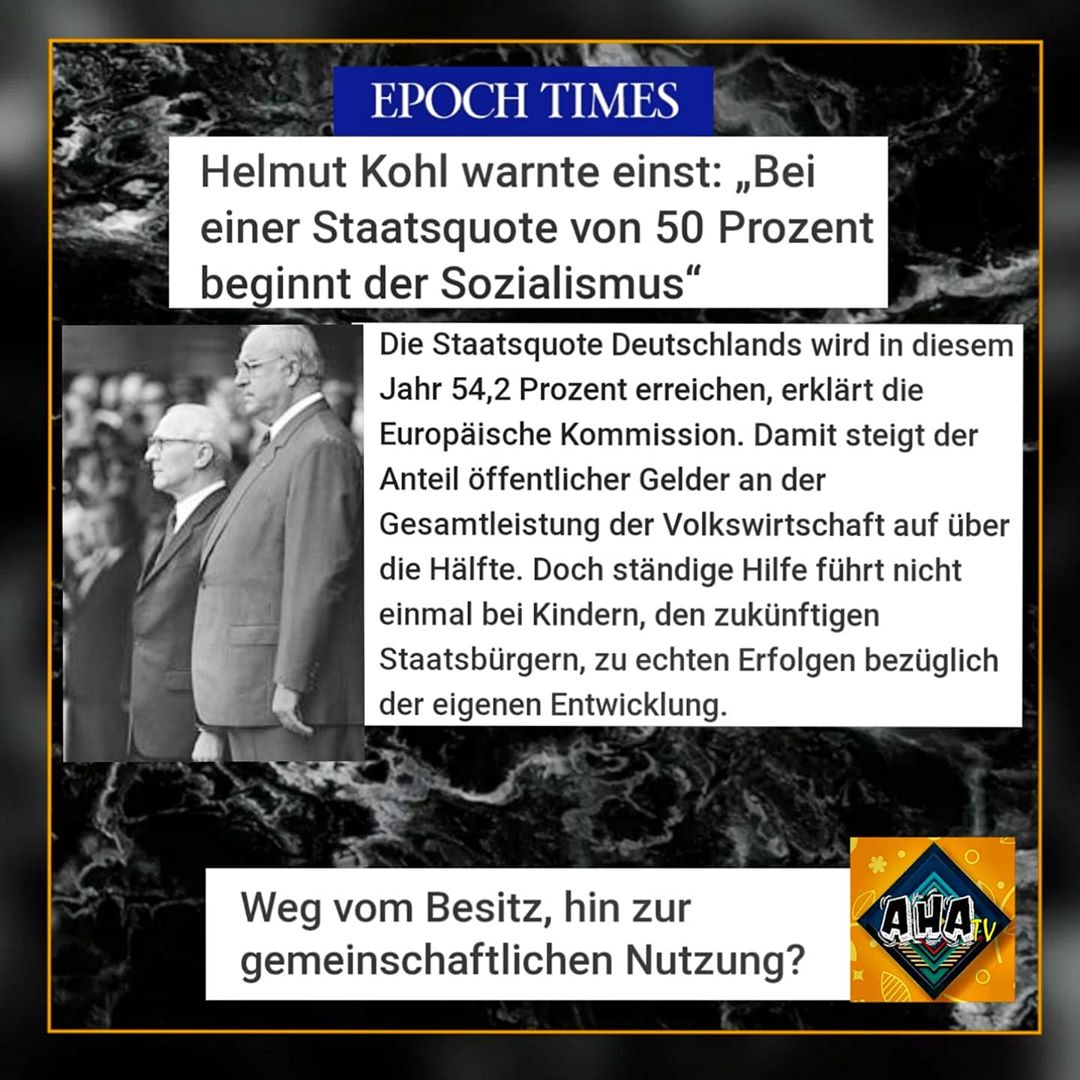 EPOCH TIMES
Helmut Kohl warnte einst: „Bei
einer Staatsquote von 50 Prozent
beginnt der Sozialismus“
Die Staatsquote Deutschlands wird in diesem
Jahr 54,2 Prozent erreichen, erklärt die
Europäische Kommission. Damit steigt der
Anteil öffentlicher Gelder an der
Gesamtleistung der Volkswirtschaft auf über
die Hälfte. Doch ständige Hilfe führt nicht
einmal bei Kindern, den zukünftigen
Staatsbürgern, zu echten Erfolgen bezüglich
der eigenen Entwicklung.
Weg vom Besitz, hin zur
gemeinschaftlichen Nutzung?
AHA TV